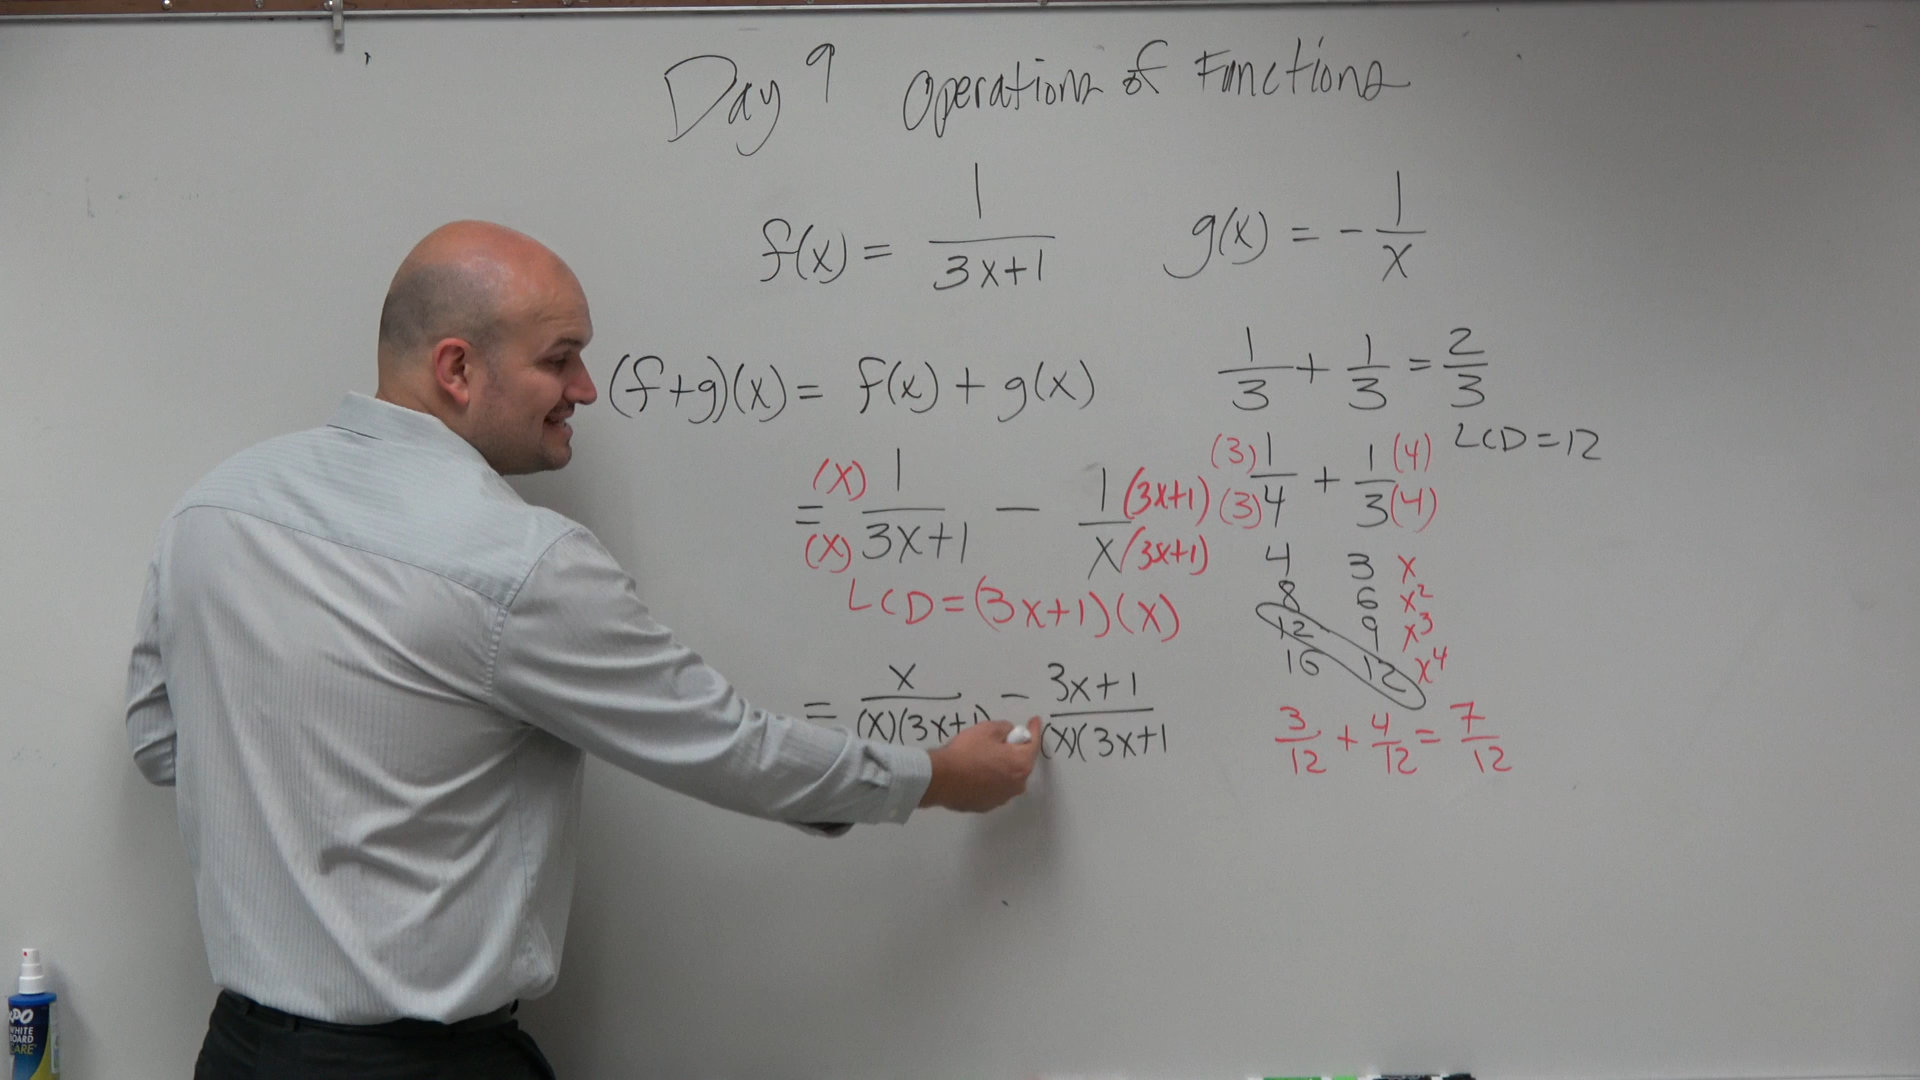 Day 9 Operations of Functions
f(x) = 1/(3x+1)
g(x) = - 1/x
(f+g)(x) = f(x) + g(x)
= (x)1/(x)3x+1 - 1(3x+1)/x(3x+1)
LCD = (3x+1)(x)
= x/(x)(3x+1) - 3x+1/(x)(3x+1
1/3 + 1/3 = 2/3
LCD = 12
(3)1/(3)4 + 1(4)/3(4)
4 3 x
8 6 x²
12 9 x³
16 12 x⁴
3/12 + 4/12 = 7/12
WHITE
BOARD
CARE